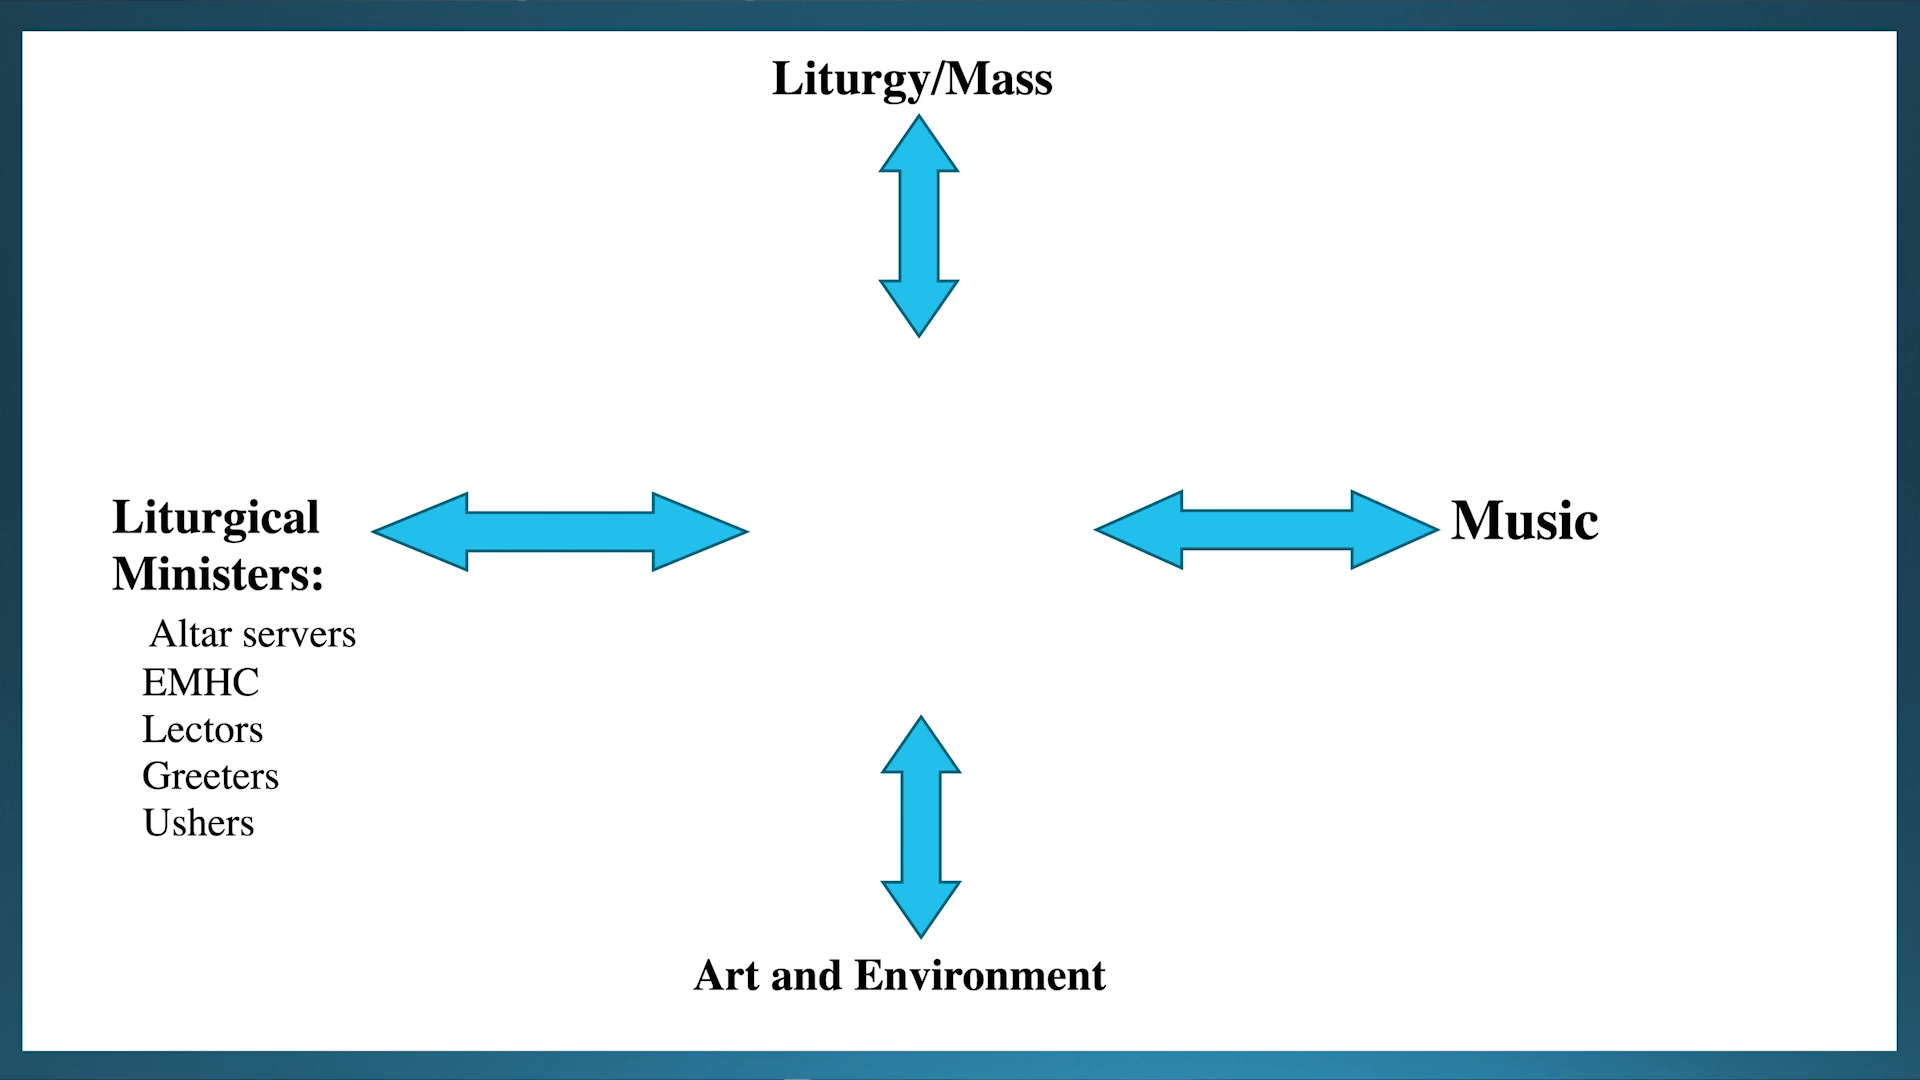 Liturgy/Mass
Liturgical
Ministers:
Altar servers
EMHC
Lectors
Greeters
Ushers
Music
Art and Environment